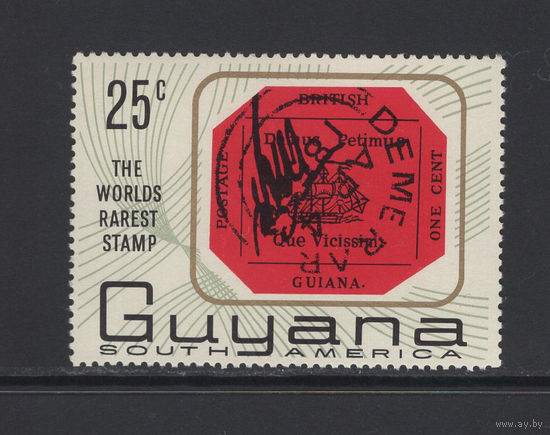 25c
THE
WORLDS
RAREST
STAMP
BRITISH
Damus Petimus
Que Vicissim.
GUIANA.
POSTAGE
ONE CENT
DEMERARA
Guyana
SOUTH AMERICA
www.ay.by